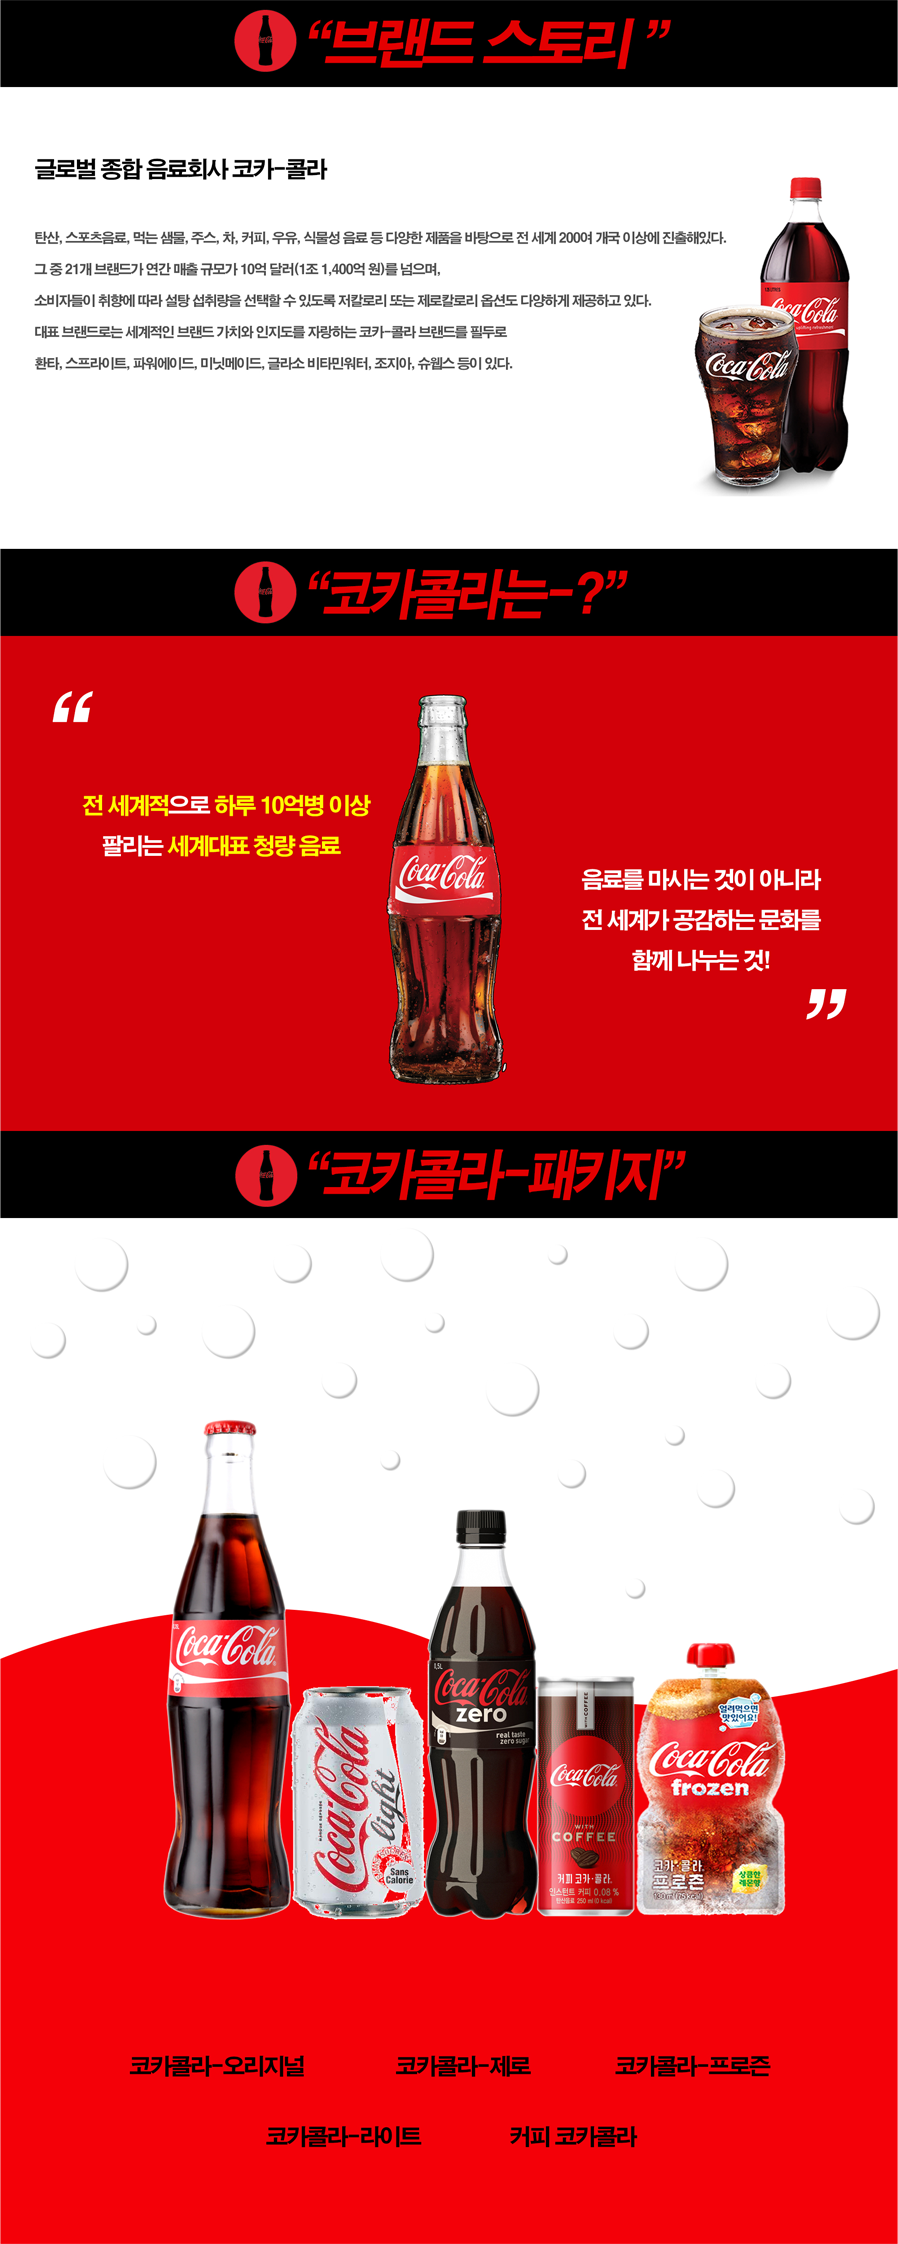 “브랜드 스토리 ”
글로벌 종합 음료회사 코카-콜라
탄산, 스포츠음료, 먹는 샘물, 주스, 차, 커피, 우유, 식물성 음료 등 다양한 제품을 바탕으로 전 세계 200여 개국 이상에 진출해있다.
그 중 21개 브랜드가 연간 매출 규모가 10억 달러(1조 1,400억 원)를 넘으며,
소비자들이 취향에 따라 설탕 섭취량을 선택할 수 있도록 저칼로리 또는 제로칼로리 옵션도 다양하게 제공하고 있다.
대표 브랜드로는 세계적인 브랜드 가치와 인지도를 자랑하는 코카-콜라 브랜드를 필두로
환타, 스프라이트, 파워에이드, 미닛메이드, 글라소 비타민워터, 조지아, 슈웹스 등이 있다.
Coca-Cola
uplifting refreshment
Coca-Cola
“코카콜라는-?”
“
전 세계적으로 하루 10억병 이상
팔리는 세계대표 청량 음료
Coca-Cola
음료를 마시는 것이 아니라
전 세계가 공감하는 문화를
함께 나누는 것!
”
“코카콜라-패키지”
Coca-Cola
Coca-Cola
light
Sans
Calorie
0,5L
Coca-Cola
zero
real taste
zero sugar
WITH COFFEE
Coca-Cola
WITH
COFFEE
커피 코카·콜라
인스턴트 커피 0.08 %
탄산음료 250 ml (0 kcal)
얼려먹으면
맛있어요!
Coca-Cola
frozen
코카·콜라
프로즌
130 ml (75 kcal)
상큼한
레몬향
코카콜라-오리지널
코카콜라-제로
코카콜라-프로즌
코카콜라-라이트
커피 코카콜라